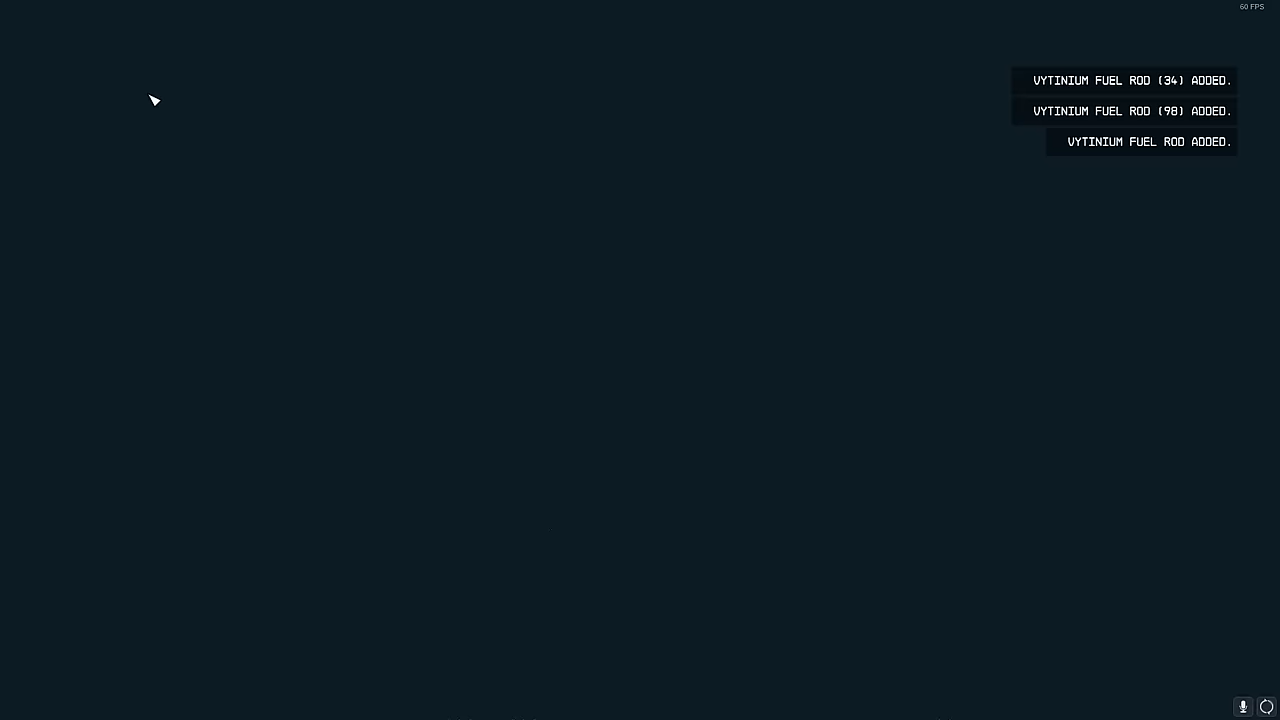 60 FPS
VYTINIUM FUEL ROD (34) ADDED.
VYTINIUM FUEL ROD (98) ADDED.
VYTINIUM FUEL ROD ADDED.